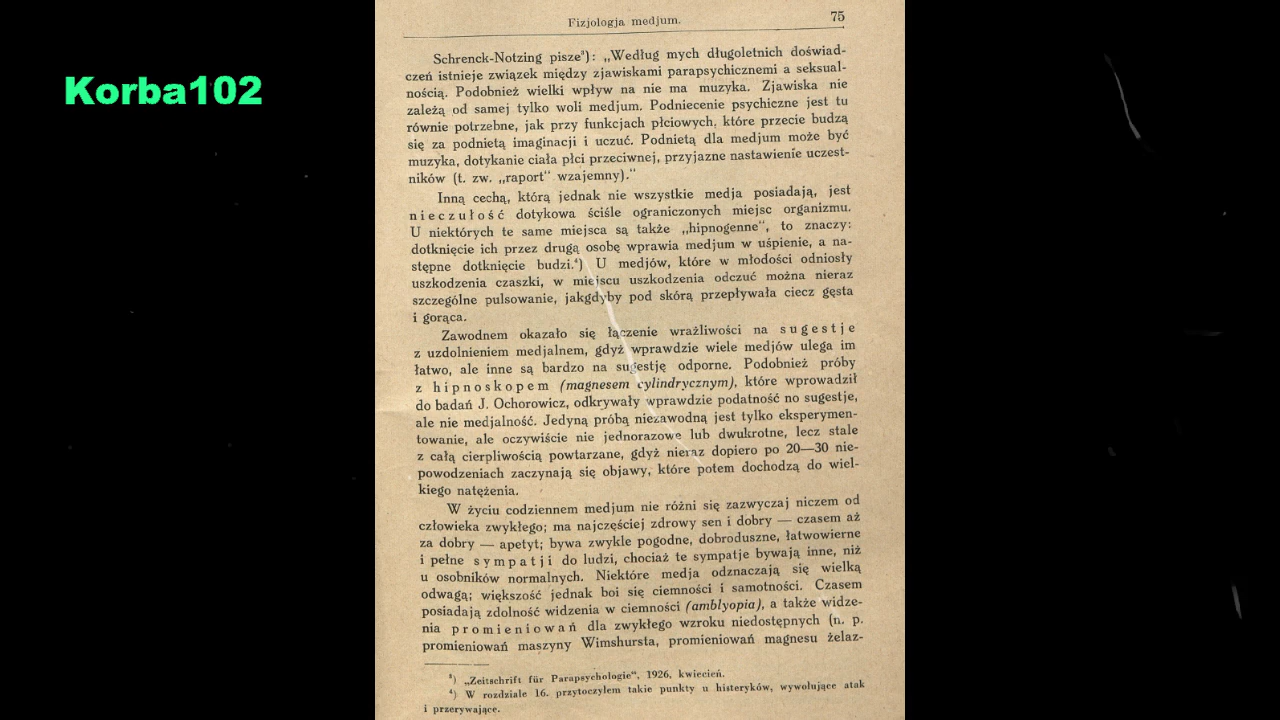 Korba102
Fizjologja medjum.
75
Schrenck-Notzing pisze³): „Według mych długoletnich doświad-
czeń istnieje związek między zjawiskami parapsychicznemi a seksual-
nością. Podobnież wielki wpływ na nie ma muzyka. Zjawiska nie
zależą od samej tylko woli medjum. Podniecenie psychiczne jest tu
równie potrzebne, jak przy funkcjach płciowych, które przecie budzą
się za podnietą imaginacji i uczuć. Podnietą dla medjum może być
muzyka, dotykanie ciała płci przeciwnej, przyjazne nastawienie uczest-
ników (t. zw. „raport" wzajemny)."
Inną cechą, którą jednak nie wszystkie medja posiadają, jest
nieczułość dotykowa ściśle ograniczonych miejsc organizmu.
U niektórych te same miejsca są także „hipnogenne", to znaczy:
dotknięcie ich przez drugą osobę wprawia medjum w uśpienie, a na-
stępne dotknięcie budzi.⁴) U medjów, które w młodości odniosły
uszkodzenia czaszki, w miejscu uszkodzenia odczuć można nieraz
szczególne pulsowanie, jakgdyby pod skórą przepływała ciecz gęsta
i gorąca.
Zawodnem okazało się łączenie wrażliwości na sugestje
z uzdolnieniem medjalnem, gdyż wprawdzie wiele medjów ulega im
łatwo, ale inne są bardzo na sugestję odporne. Podobnież próby
z hipnoskopem (magnesem cylindrycznym), które wprowadził
do badań J. Ochorowicz, odkrywały wprawdzie podatność no sugestje,
ale nie medjalność. Jedyną próbą niezawodną jest tylko eksperymen-
towanie, ale oczywiście nie jednorazowe lub dwukrotne, lecz stale
z całą cierpliwością powtarzane, gdyż nieraz dopiero po 20—30 nie-
powodzeniach zaczynają się objawy, które potem dochodzą do wiel-
kiego natężenia.
W życiu codziennem medjum nie różni się zazwyczaj niczem od
człowieka zwykłego; ma najczęściej zdrowy sen i dobry — czasem aż
za dobry — apetyt; bywa zwykle pogodne, dobroduszne, łatwowierne
i pełne sympatji do ludzi, chociaż te sympatje bywają inne, niż
u osobników normalnych. Niektóre medja odznaczają się wielką
odwagą; większość jednak boi się ciemności i samotności. Czasem
posiadają zdolność widzenia w ciemności (amblyopia), a także widze-
nia promieniowań dla zwykłego wzroku niedostępnych (n. p.
promieniowań maszyny Wimshursta, promieniowań magnesu żelaz-
³) „Zeitschrift für Parapsychologie", 1926, kwiecień.
⁴) W rozdziale 16. przytoczyłem takie punkty u histeryków, wywołujące atak
i przerywające.